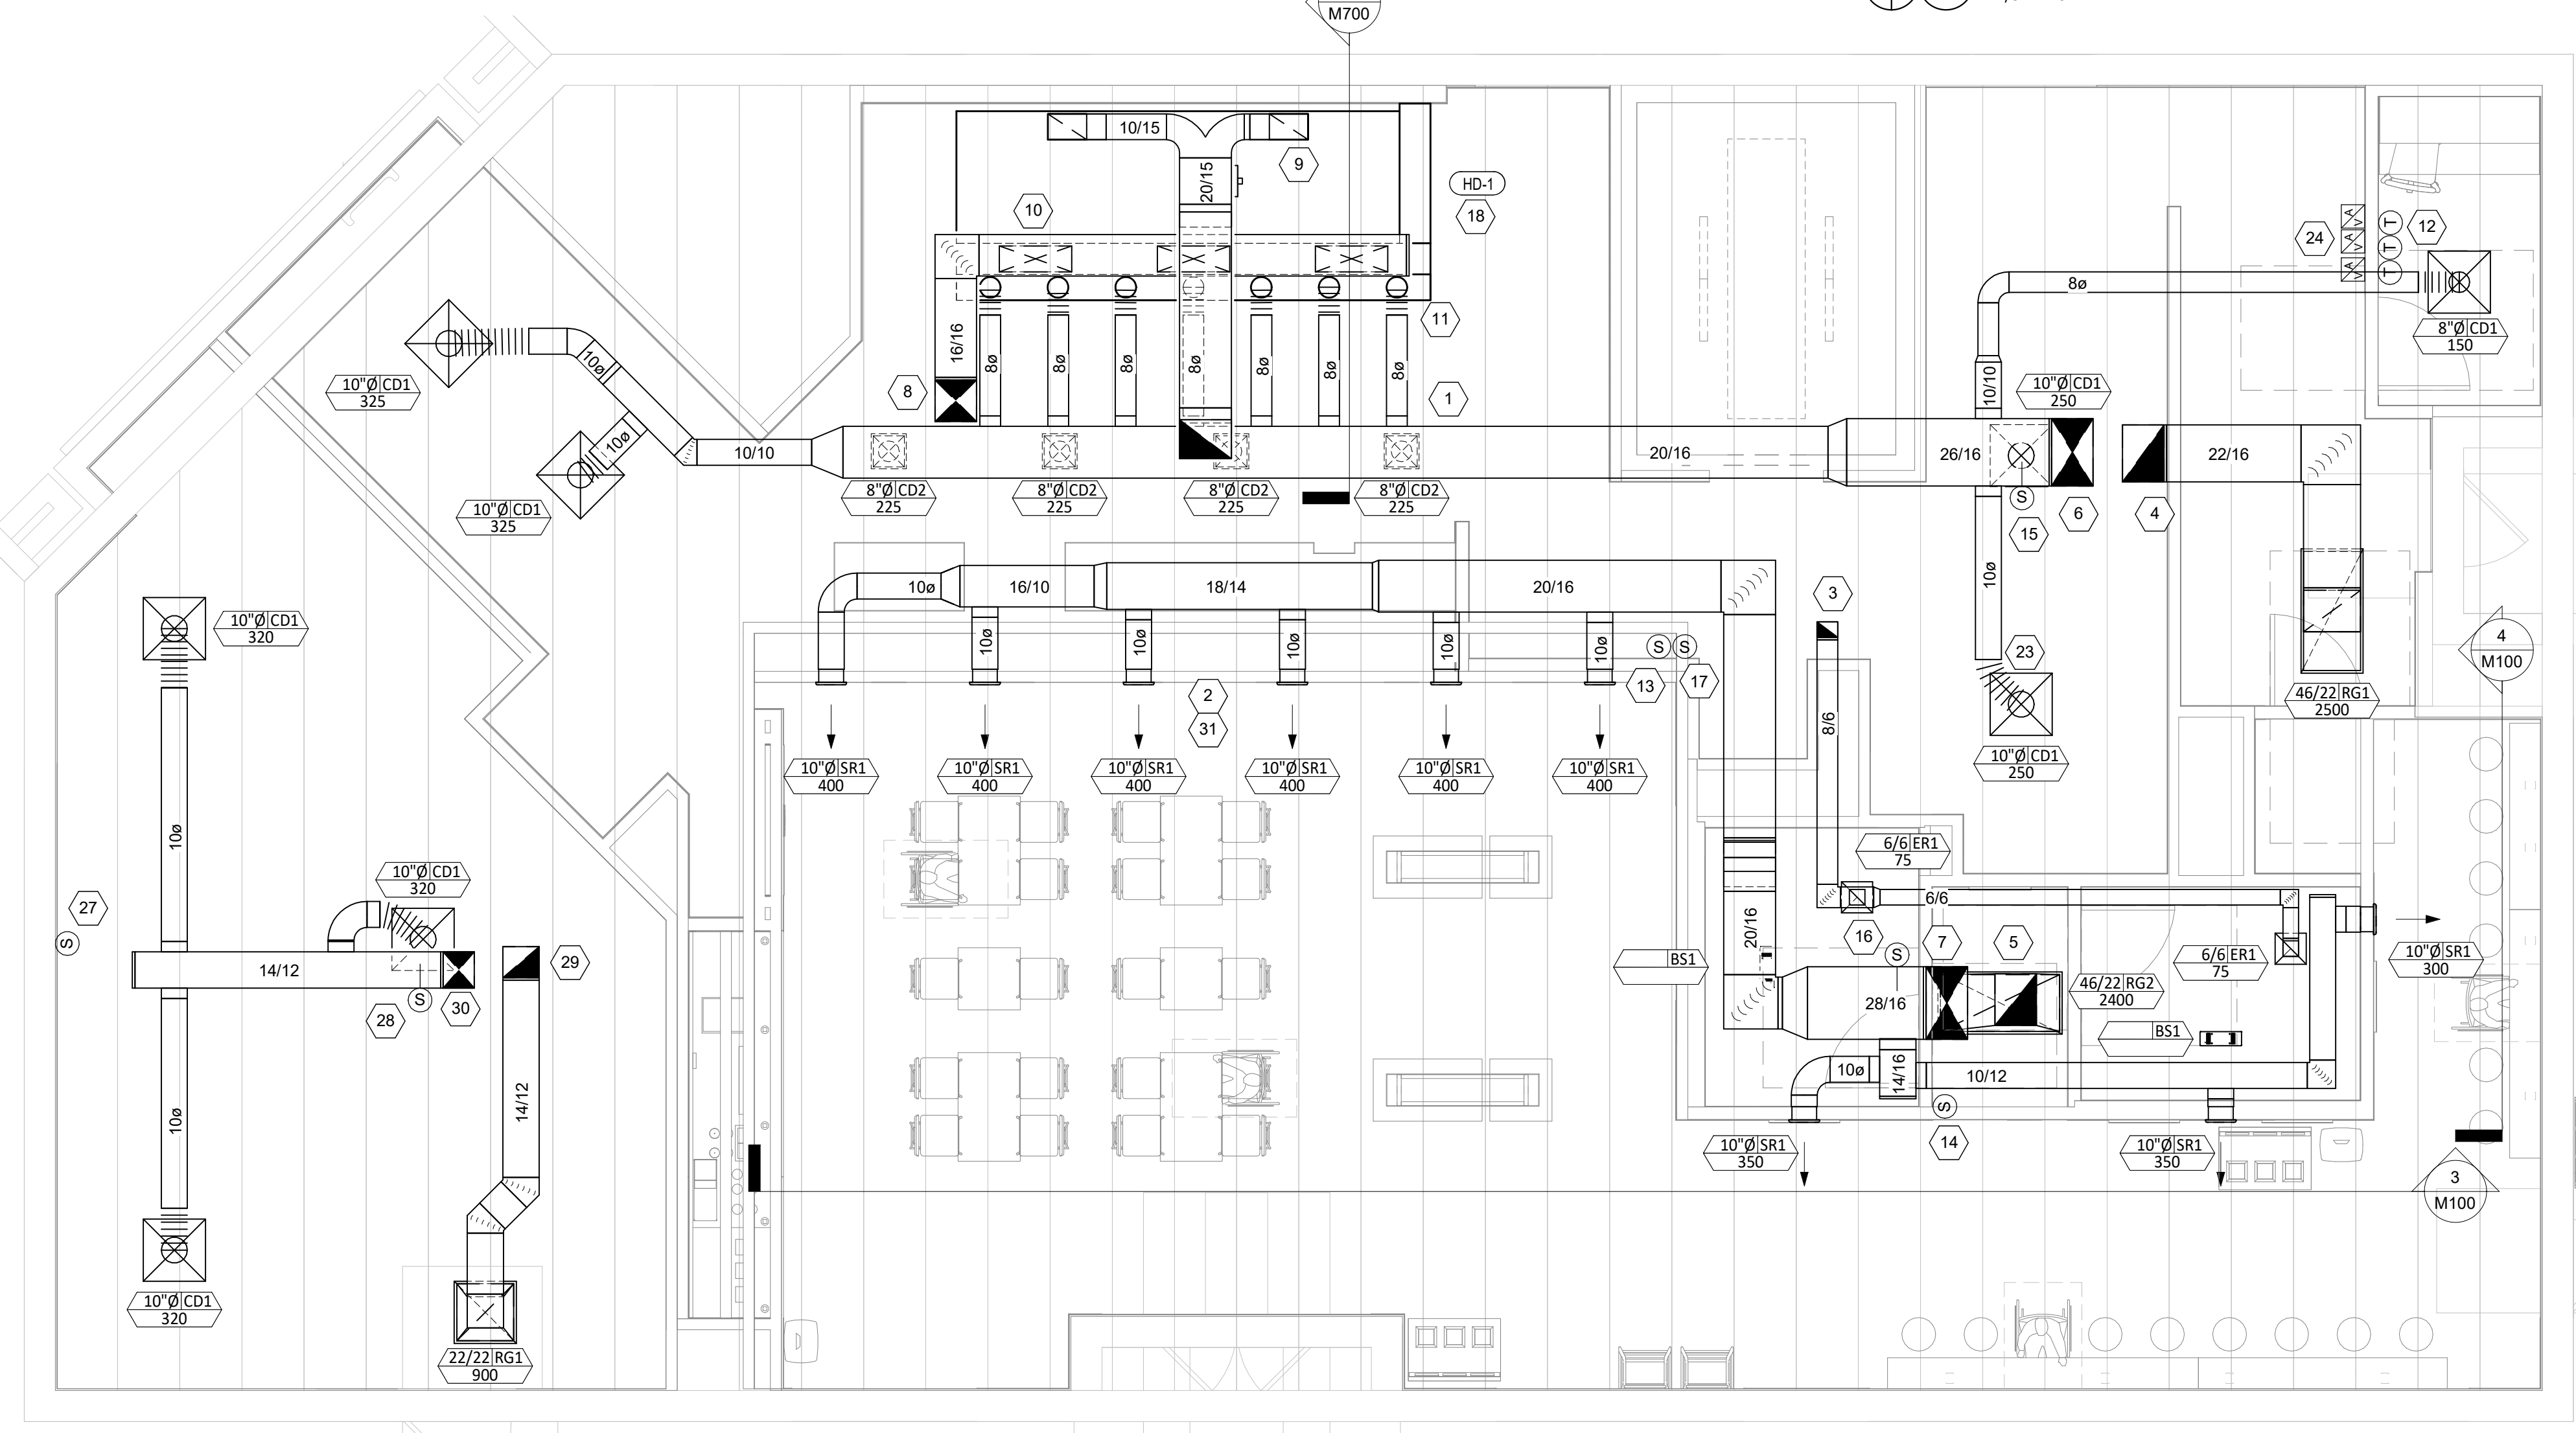 M700
10/15
9
20/15
HD-1
18
10
24
A
V
A
V
A
V
T
T
T
12
8ø
8"Ø CD1
150
11
16/16
8ø
8ø
8ø
8ø
8ø
8ø
8ø
8
1
10"Ø CD1
325
10ø
10ø
10"Ø CD1
325
10/10
10/10
10"Ø CD1
250
20/16
26/16
22/16
8"Ø CD2
225
8"Ø CD2
225
8"Ø CD2
225
8"Ø CD2
225
S
15
6
4
10ø
16/10
18/14
20/16
3
10ø
10"Ø CD1
320
10ø
10ø
10ø
10ø
10ø
S
S
13
17
23
4
M100
2
31
46/22 RG1
2500
8/6
10"Ø SR1
400
10"Ø SR1
400
10"Ø SR1
400
10"Ø SR1
400
10"Ø SR1
400
10"Ø SR1
400
10"Ø CD1
250
10ø
6/6 ER1
75
10"Ø CD1
320
27
S
6/6
20/16
16
7
5
S
BS1
6/6 ER1
75
10"Ø SR1
300
14/12
29
28
S
30
28/16
46/22 RG2
2400
BS1
10ø
14/16
10/12
14/12
10ø
S
14
10"Ø SR1
350
10"Ø SR1
350
3
M100
10"Ø CD1
320
22/22 RG1
900